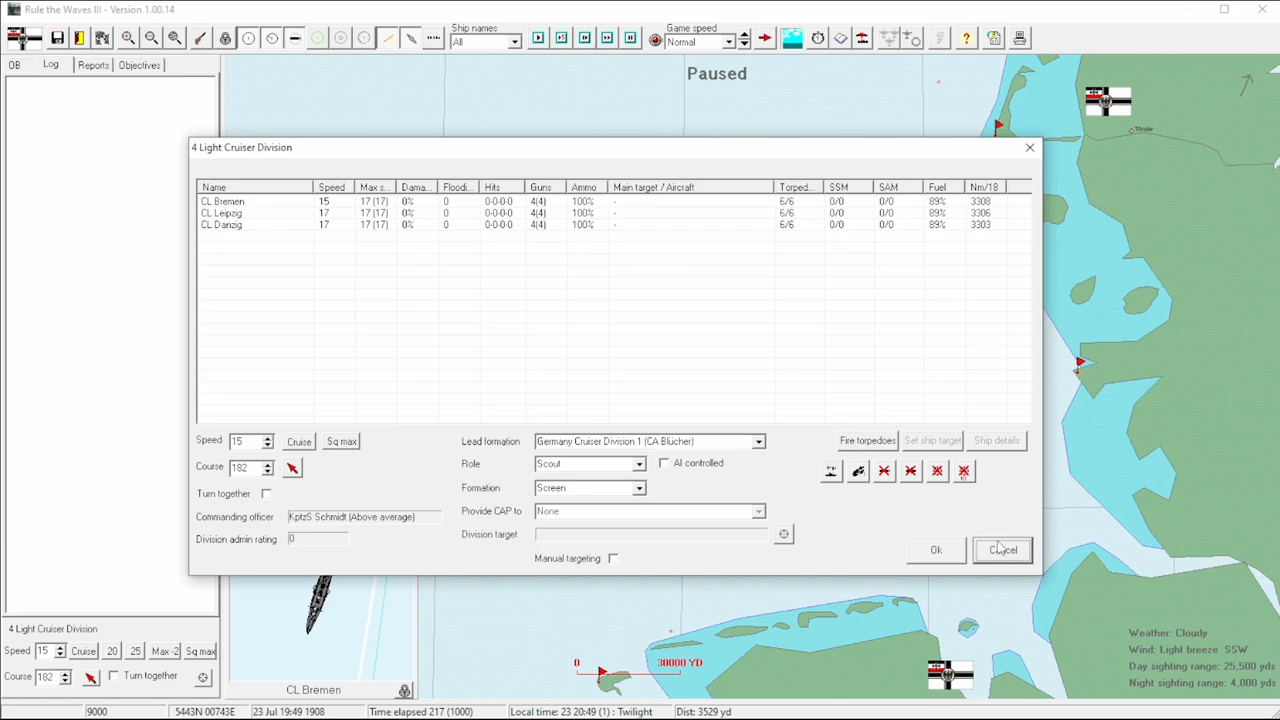 Rule the Waves III - Version 1.00.14
Ship names
All
Game speed
Normal
OB Log Reports Objectives
Paused
Tönder
4 Light Cruiser Division
Name Speed Max s... Dama... Floodi... Hits Guns Ammo Main target / Aircraft Torped... SSM SAM Fuel Nm/18
CL Bremen 15 17 (17) 0% 0 0-0-0-0 4(4) 100% - 6/6 0/0 0/0 89% 3308
CL Leipzig 17 17 (17) 0% 0 0-0-0-0 4(4) 100% - 6/6 0/0 0/0 89% 3306
CL Danzig 17 17 (17) 0% 0 0-0-0-0 4(4) 100% - 6/6 0/0 0/0 89% 3303
Speed 15 Cruise Sq max
Course 182
Turn together
Commanding officer KptzS Schmidt (Above average)
Division admin rating 0
Lead formation Germany Cruiser Division 1 (CA Blücher)
Role Scout AI controlled
Formation Screen
Provide CAP to None
Division target
Manual targeting
Fire torpedoes Set ship target Ship details
10
Ok Cancel
4 Light Cruiser Division
Speed 15 Cruise 20 25 Max -2 Sq max
Course 182 Turn together
CL Bremen
0 30000 YD
Weather: Cloudy
Wind: Light breeze SSW
Day sighting range: 25,500 yds
Night sighting range: 4,000 yds
9000 5443N 00743E 23 Jul 19:49 1908 Time elapsed 217 (1000) Local time: 23 20:49 (1) : Twilight Dist: 3529 yd